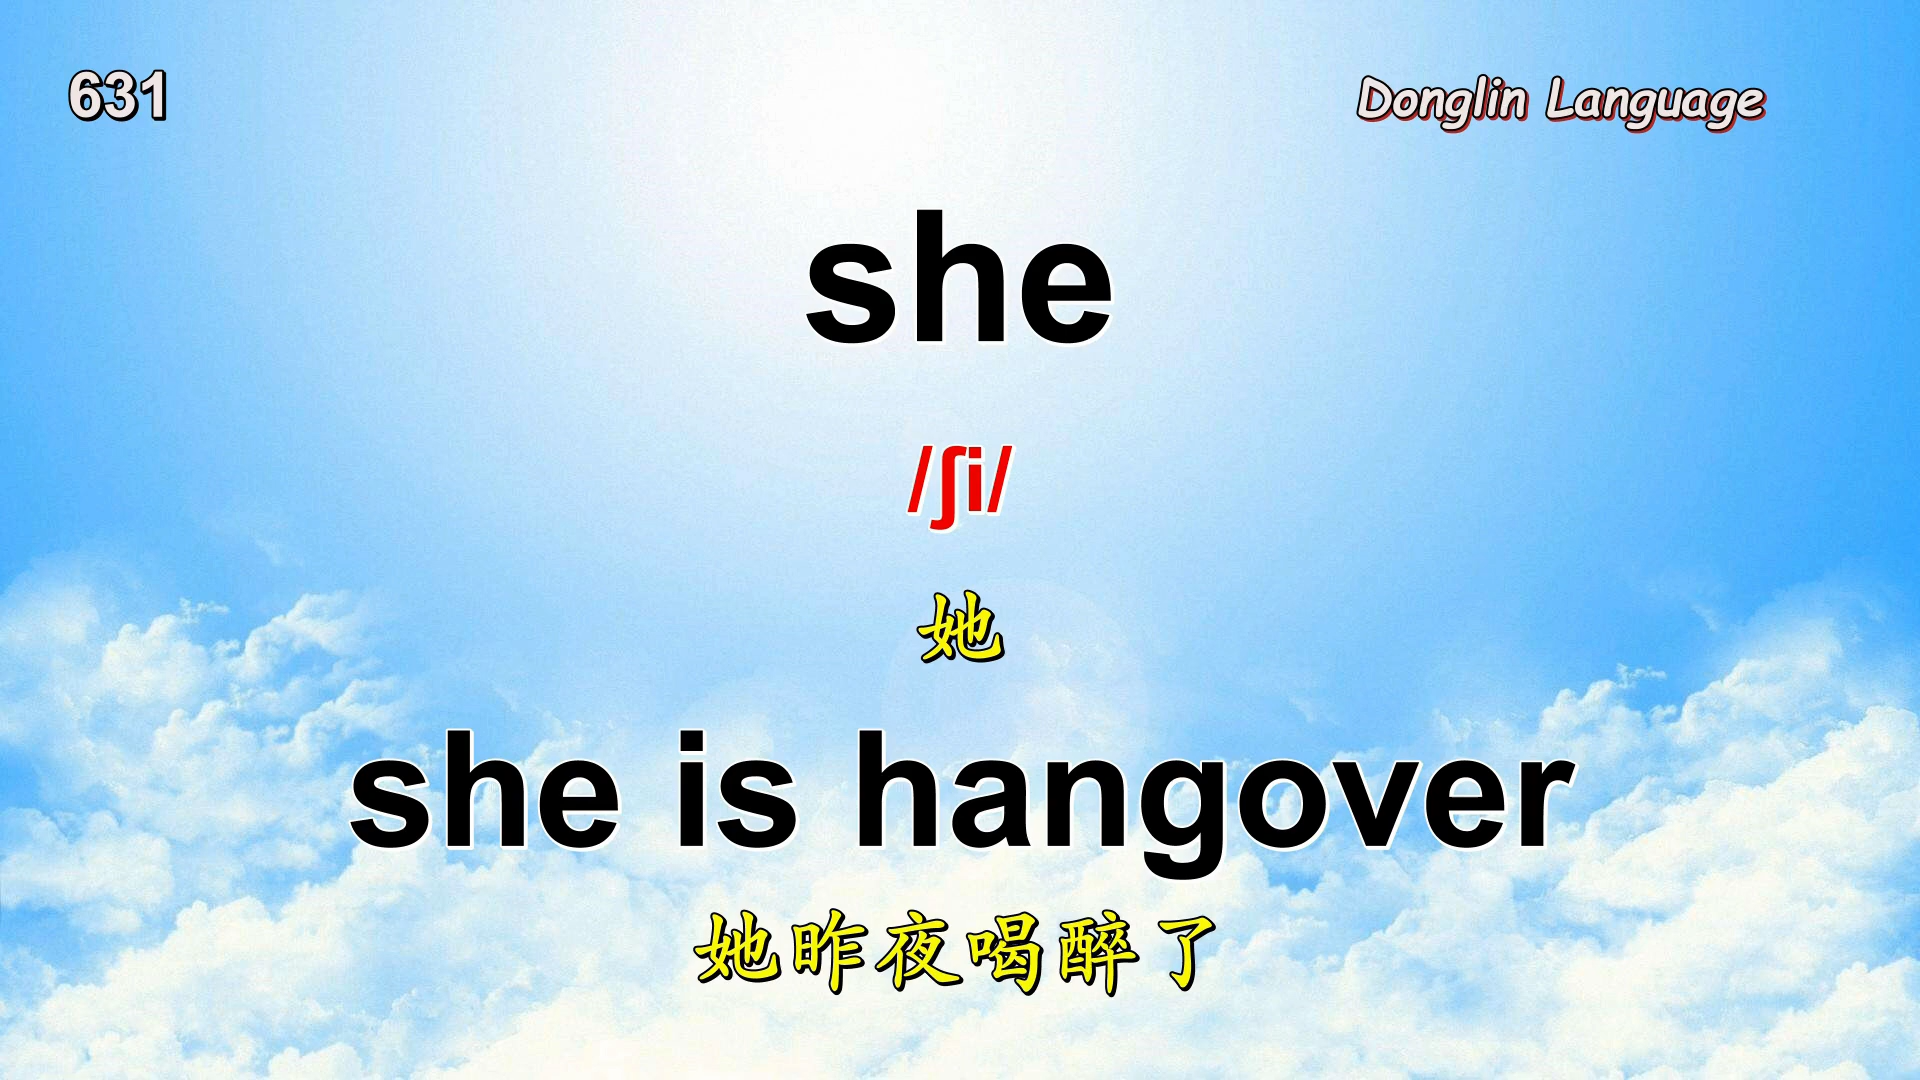 631
Donglin Language
she
/ʃi/
她
she is hangover
她昨夜喝醉了